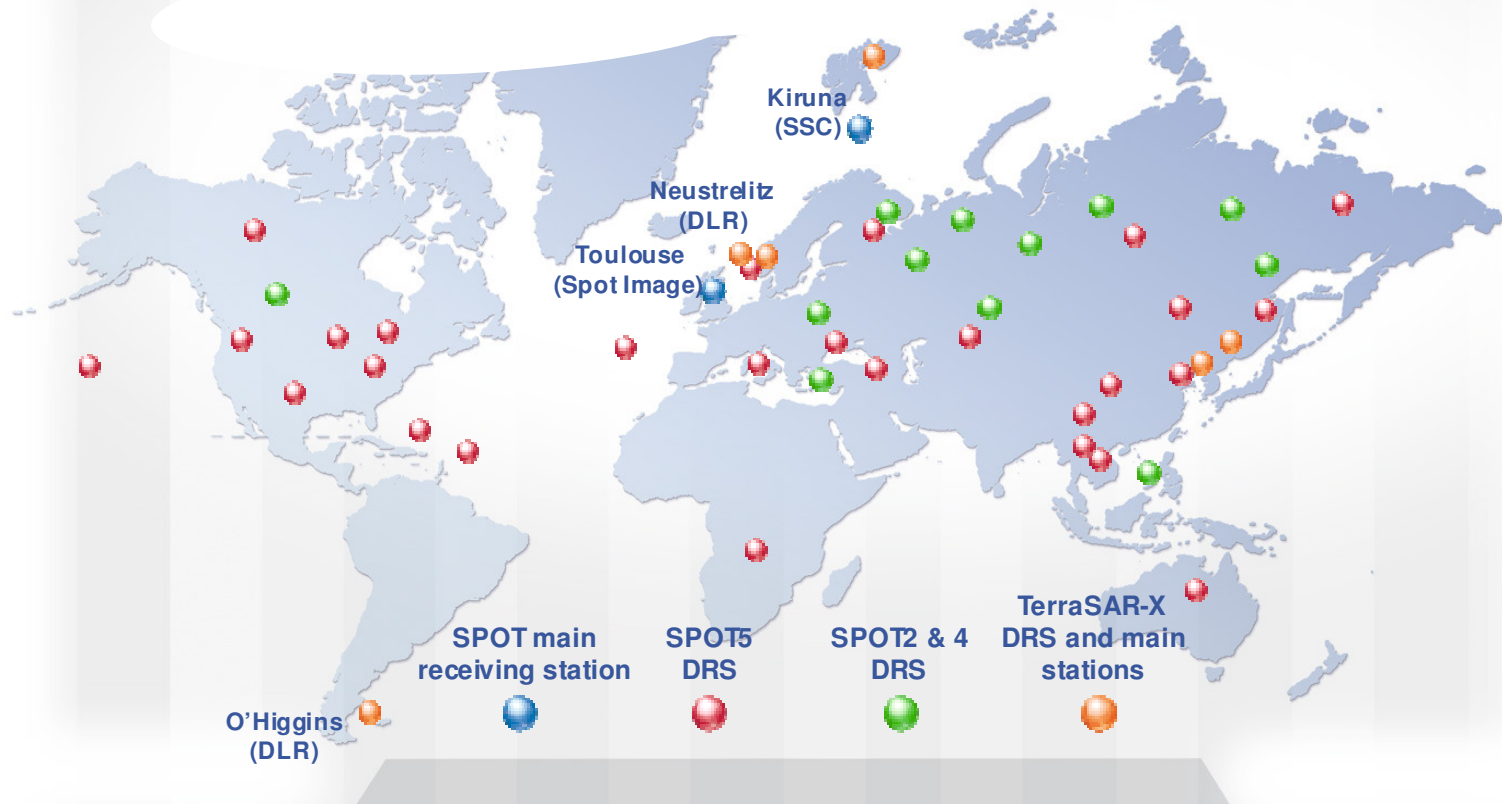 Kiruna
(SSC)
Neustrelitz
(DLR)
Toulouse
(Spot Image)
TerraSAR-X
DRS and main
stations
SPOT main
receiving station
SPOT5
DRS
SPOT2 & 4
DRS
O'Higgins
(DLR)